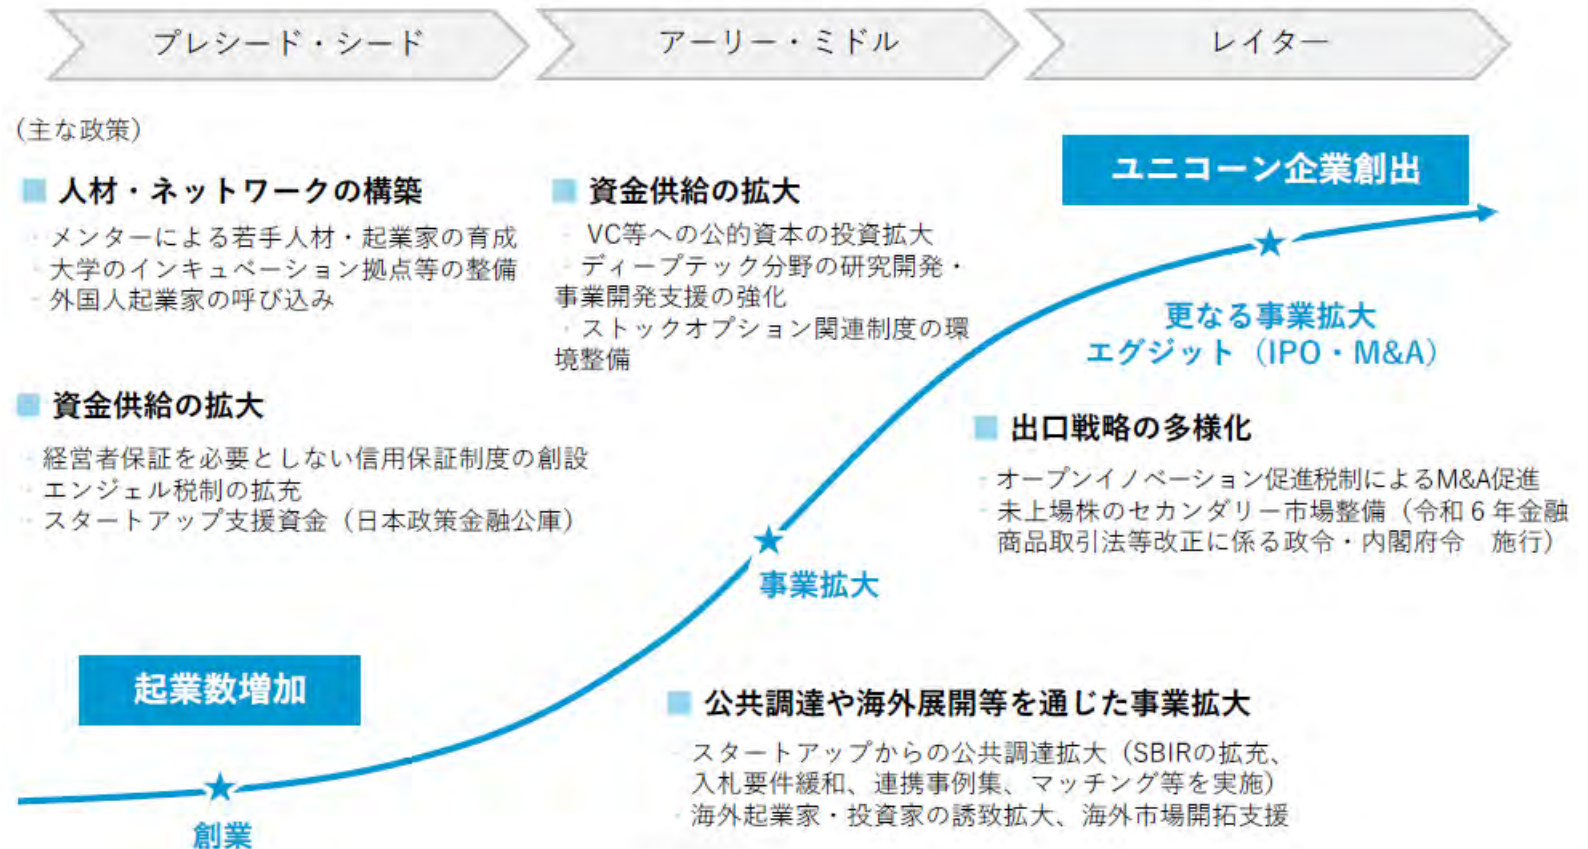 プレシード・シード
アーリー・ミドル
レイター
（主な政策）
■ 人材・ネットワークの構築
- メンターによる若手人材・起業家の育成
- 大学のインキュベーション拠点等の整備
- 外国人起業家の呼び込み
■ 資金供給の拡大
- 経営者保証を必要としない信用保証制度の創設
- エンジェル税制の拡充
- スタートアップ支援資金（日本政策金融公庫）
起業数増加
創業
■ 資金供給の拡大
- VC等への公的資本の投資拡大
- ディープテック分野の研究開発・
事業開発支援の強化
- ストックオプション関連制度の環
境整備
事業拡大
■ 公共調達や海外展開等を通じた事業拡大
- スタートアップからの公共調達拡大（SBIRの拡充、
入札要件緩和、連携事例集、マッチング等を実施）
- 海外起業家・投資家の誘致拡大、海外市場開拓支援
ユニコーン企業創出
更なる事業拡大
エグジット（IPO・M&A）
■ 出口戦略の多様化
- オープンイノベーション促進税制によるM&A促進
- 未上場株のセカンダリー市場整備（令和６年金融
商品取引法等改正に係る政令・内閣府令　施行）